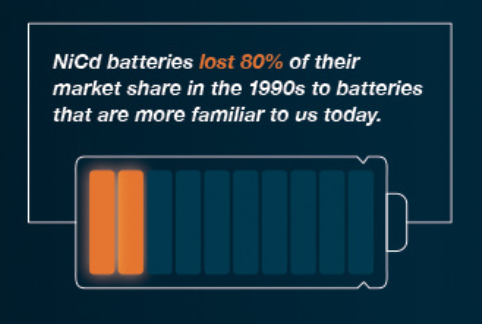 NiCd batteries lost 80% of their
market share in the 1990s to batteries
that are more familiar to us today.